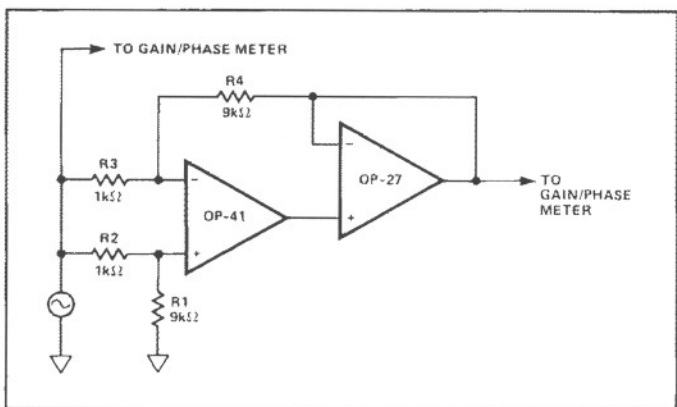 TO GAIN/PHASE METER
R4
9kΩ
R3
1kΩ
−
OP-41
+
−
OP-27
+
TO
GAIN/PHASE
METER
R2
1kΩ
R1
9kΩ